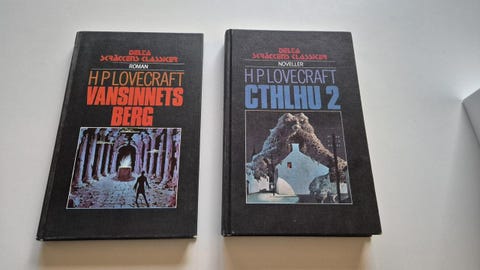 DELTA
SKRÄCKENS CLASSICER
ROMAN
H P LOVECRAFT
VANSINNETS
BERG
DELTA
SKRÄCKENS CLASSICER
NOVELLER
H P LOVECRAFT
CTHLHU 2